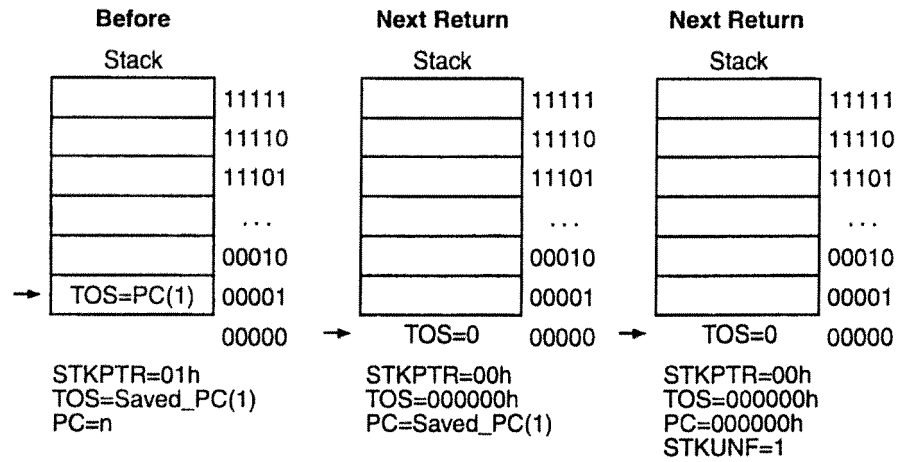 Before
Stack
11111
11110
11101
...
00010
TOS=PC(1) 00001
00000
STKPTR=01h
TOS=Saved_PC(1)
PC=n
Next Return
Stack
11111
11110
11101
...
00010
00001
TOS=0 00000
STKPTR=00h
TOS=000000h
PC=Saved_PC(1)
Next Return
Stack
11111
11110
11101
...
00010
00001
TOS=0 00000
STKPTR=00h
TOS=000000h
PC=000000h
STKUNF=1